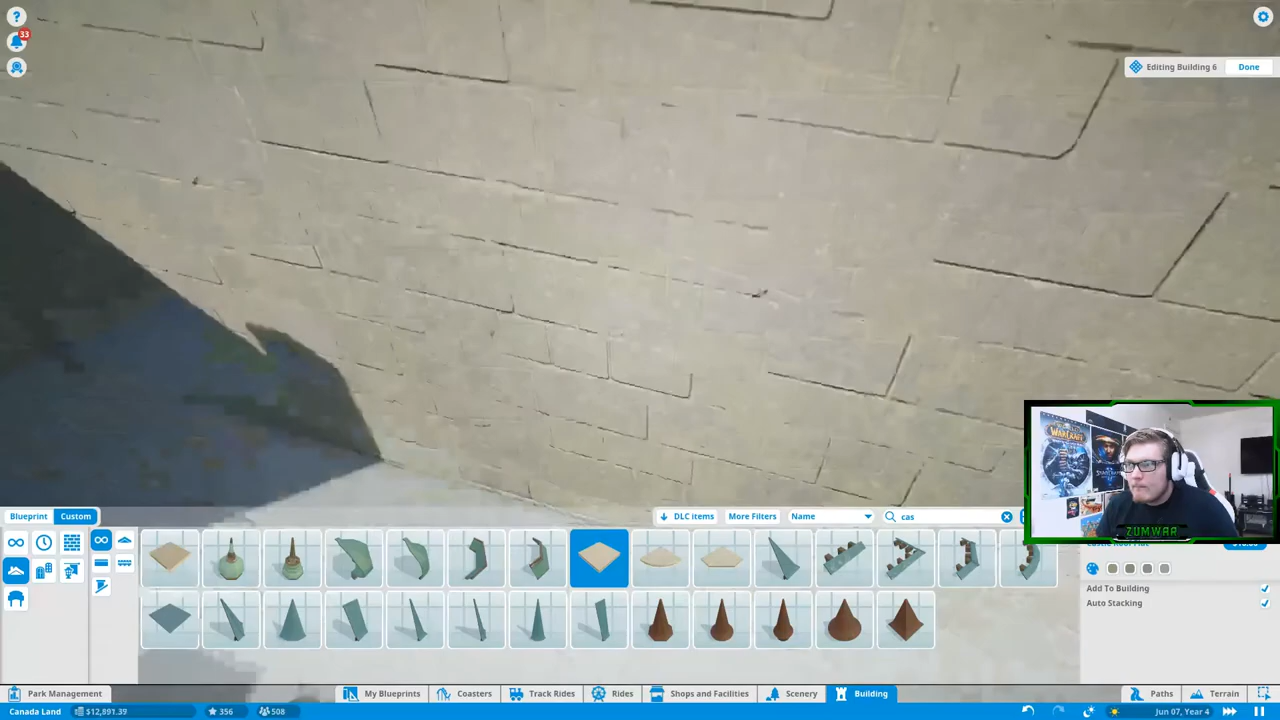 33
Editing Building 6
Done
Blueprint
Custom
DLC items
More Filters
Name
cas
WARCRAFT
ZUMWAR
Add To Building
Auto Stacking
Park Management
My Blueprints
Coasters
Track Rides
Rides
Shops and Facilities
Scenery
Building
Paths
Terrain
Canada Land
$12,891.39
356
508
Jun 07, Year 4